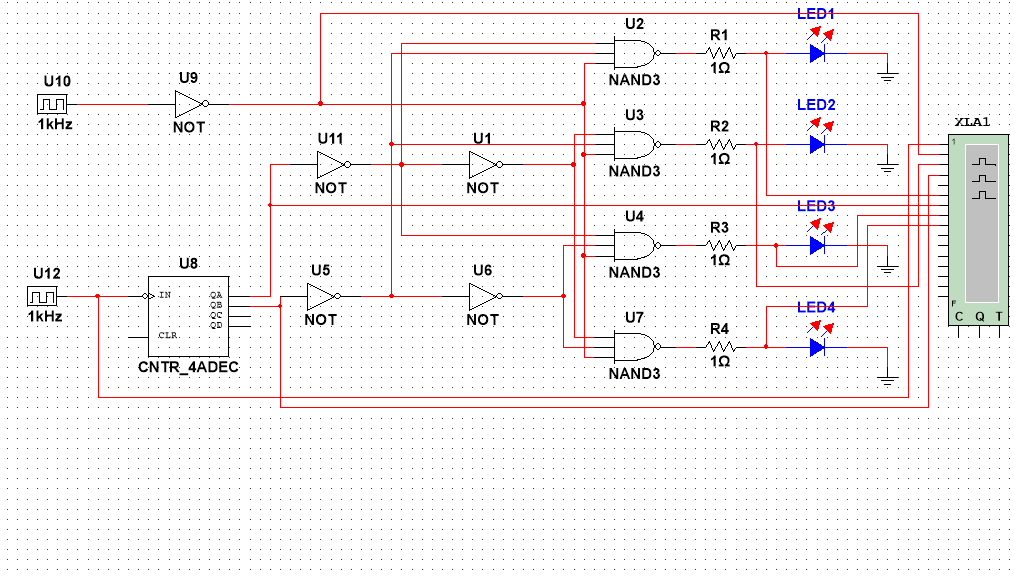 U2
R1
LED1
1Ω
NAND3
U10
1kHz
U9
NOT
U3
R2
LED2
1Ω
NAND3
XLA1
1
F
C Q T
U11
NOT
U1
NOT
U4
R3
LED3
1Ω
NAND3
U12
1kHz
U8
IN
QA
QB
QC
QD
CLR
CNTR_4ADEC
U5
NOT
U6
NOT
U7
R4
LED4
1Ω
NAND3